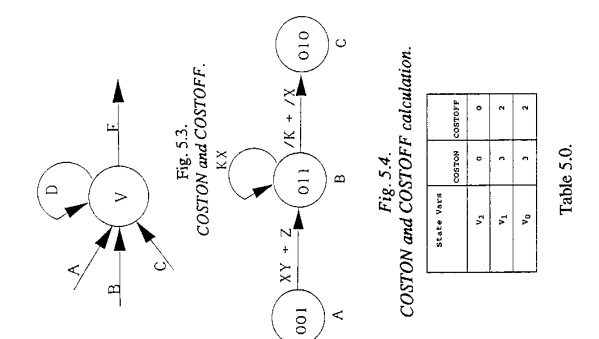 A
B
C
D
V
E
Fig. 5.3.
COSTON and COSTOFF.
001
A
XY + Z
KX
011
B
/K + /X
010
C
Fig. 5.4.
COSTON and COSTOFF calculation.
State Vars COSTON COSTOFF
V2 0 0
V1 3 2
V0 3 2
Table 5.0.